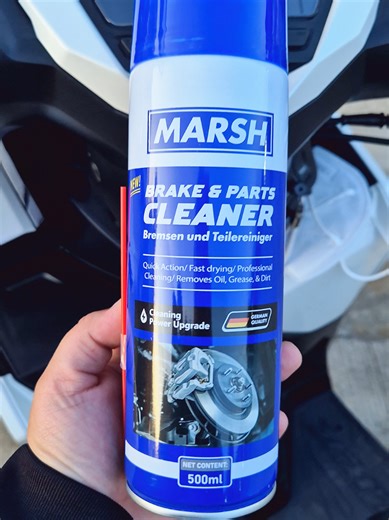 MARSH
NEW!
BRAKE & PARTS
CLEANER
Bremsen und Teilereiniger
Quick Action/ Fast drying/ Professional
Cleaning/ Removes Oil, Grease, & Dirt
Cleaning
Power Upgrade
GERMAN
QUALITY
NET CONTENT:
500ml